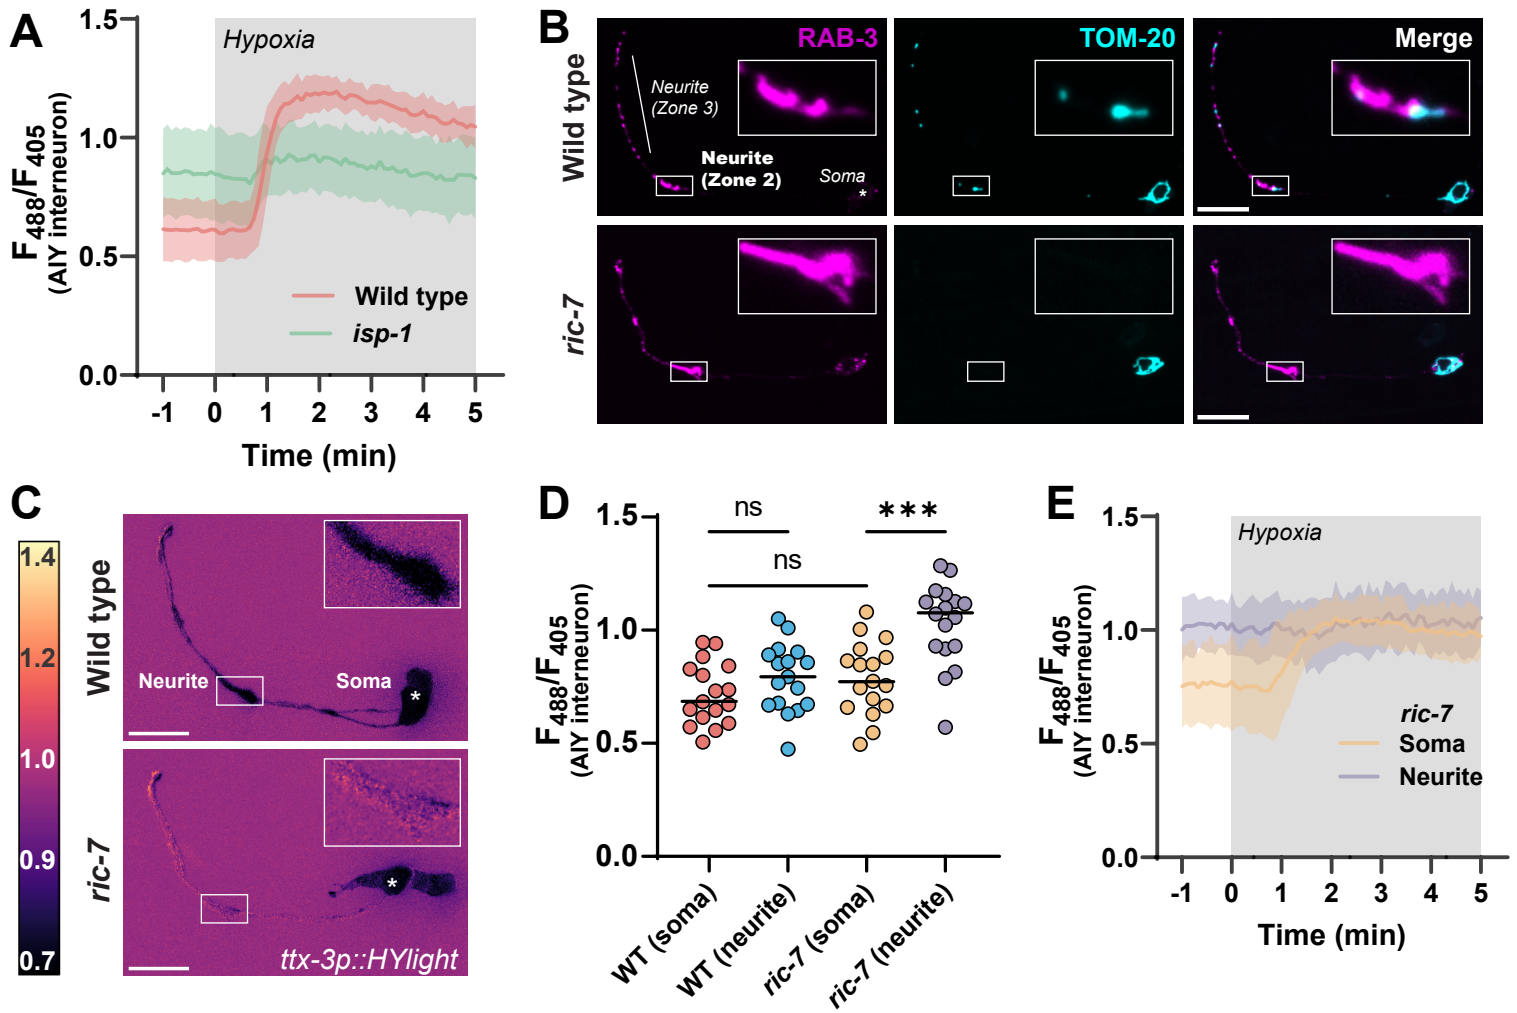 A
1.5
1.0
0.5
0.0
F488/F405
(AIY interneuron)
Hypoxia
Wild type
isp-1
-1 0 1 2 3 4 5
Time (min)
B
RAB-3
TOM-20
Merge
Wild type
Neurite
(Zone 3)
Neurite
(Zone 2)
Soma
*
ric-7
C
1.4
1.2
1.0
0.9
0.7
Wild type
Neurite
Soma
*
ric-7
*
ttx-3p::HYlight
D
1.5
1.0
0.5
0.0
F488/F405
(AIY interneuron)
ns
***
ns
WT (soma)
WT (neurite)
ric-7 (soma)
ric-7 (neurite)
E
1.5
1.0
0.5
0.0
F488/F405
(AIY interneuron)
Hypoxia
ric-7
Soma
Neurite
-1 0 1 2 3 4 5
Time (min)